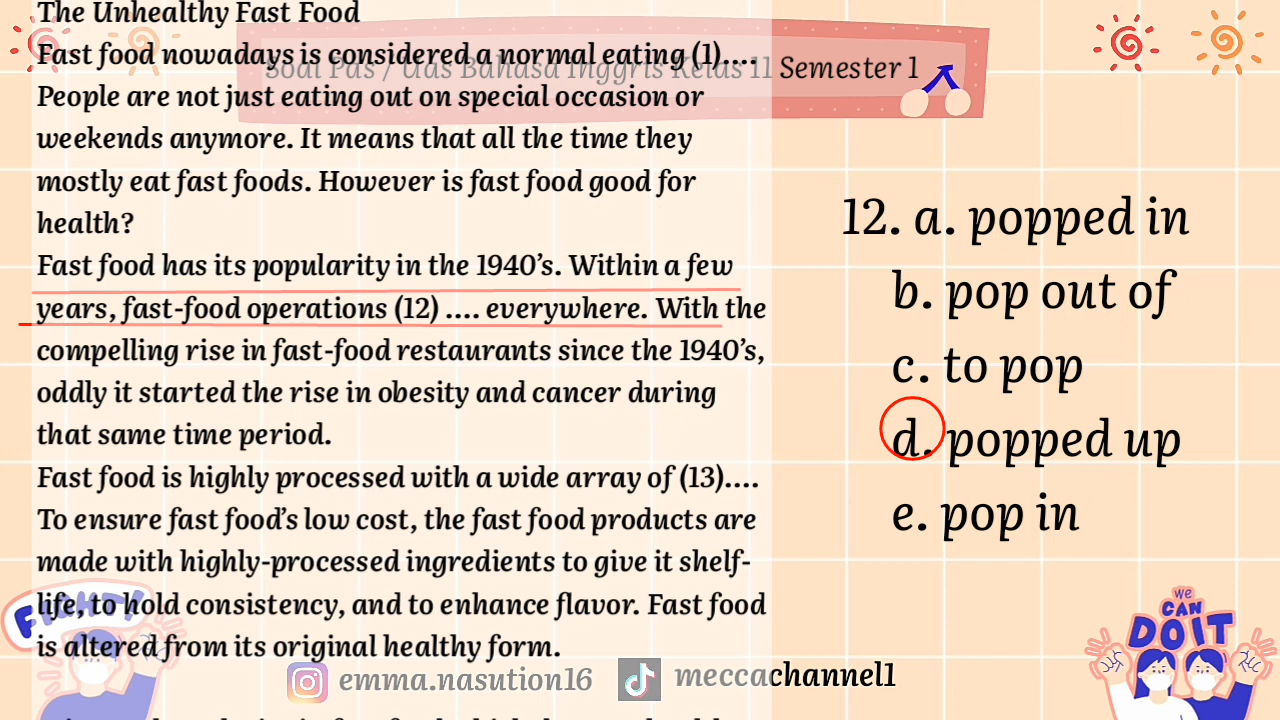 The Unhealthy Fast Food
Fast food nowadays is considered a normal eating (1)....
Soal Pas / Uas Bahasa Inggris Kelas 11 Semester 1
People are not just eating out on special occasion or
weekends anymore. It means that all the time they
mostly eat fast foods. However is fast food good for
health?
Fast food has its popularity in the 1940's. Within a few
years, fast-food operations (12) .... everywhere. With the
compelling rise in fast-food restaurants since the 1940's,
oddly it started the rise in obesity and cancer during
that same time period.
Fast food is highly processed with a wide array of (13)....
To ensure fast food's low cost, the fast food products are
made with highly-processed ingredients to give it shelf-
life, to hold consistency, and to enhance flavor. Fast food
is altered from its original healthy form.
12. a. popped in
b. pop out of
c. to pop
d. popped up
e. pop in
FIGHT!
WE
CAN
DO IT
emma.nasution16
meccachannel1